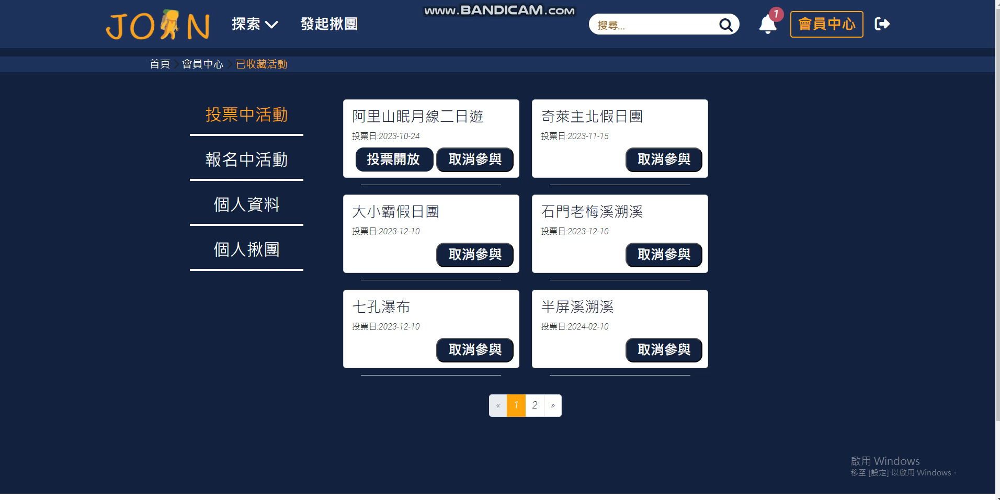 www.BANDICAM.com
JOIN 探索 發起揪團 搜尋... 1 會員中心
首頁 會員中心 已收藏活動
投票中活動
報名中活動
個人資料
個人揪團
阿里山眠月線二日遊
投票日:2023-10-24
投票開放 取消參與
奇萊主北假日團
投票日:2023-11-15
取消參與
大小霸假日團
投票日:2023-12-10
取消參與
石門老梅溪溯溪
投票日:2023-12-10
取消參與
七孔瀑布
投票日:2023-12-10
取消參與
半屏溪溯溪
投票日:2024-02-10
取消參與
« 1 2 »
啟用 Windows
移至 [設定] 以啟用 Windows。